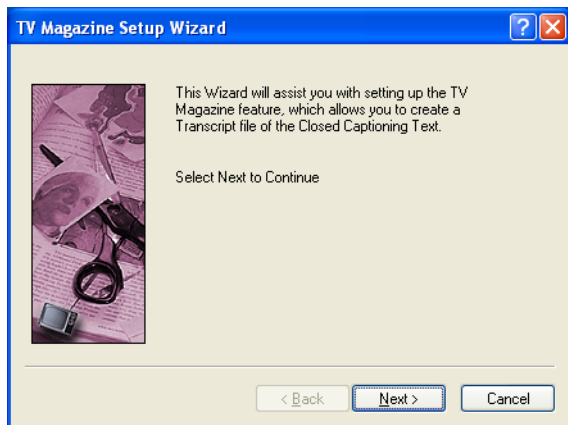 TV Magazine Setup Wizard
This Wizard will assist you with setting up the TV
Magazine feature, which allows you to create a
Transcript file of the Closed Captioning Text.
Select Next to Continue
< Back Next > Cancel